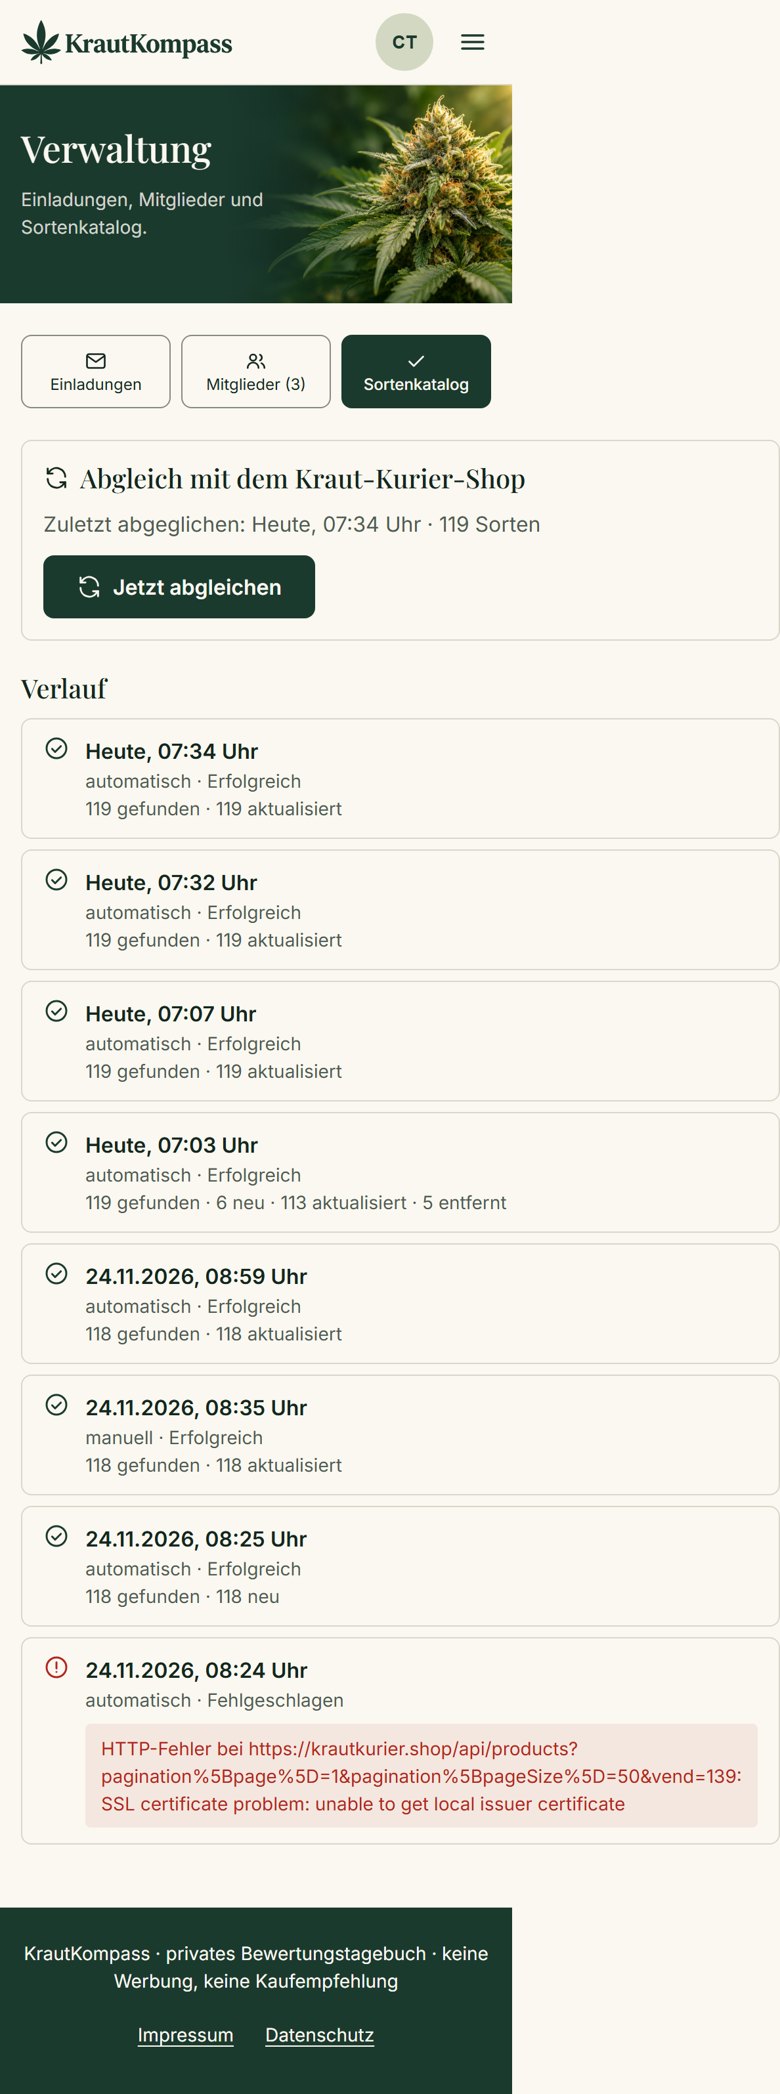 KrautKompass
CT
Verwaltung
Einladungen, Mitglieder und
Sortenkatalog.
Einladungen
Mitglieder (3)
Sortenkatalog
Abgleich mit dem Kraut-Kurier-Shop
Zuletzt abgeglichen: Heute, 07:34 Uhr · 119 Sorten
Jetzt abgleichen
Verlauf
Heute, 07:34 Uhr
automatisch · Erfolgreich
119 gefunden · 119 aktualisiert
Heute, 07:32 Uhr
automatisch · Erfolgreich
119 gefunden · 119 aktualisiert
Heute, 07:07 Uhr
automatisch · Erfolgreich
119 gefunden · 119 aktualisiert
Heute, 07:03 Uhr
automatisch · Erfolgreich
119 gefunden · 6 neu · 113 aktualisiert · 5 entfernt
24.11.2026, 08:59 Uhr
automatisch · Erfolgreich
118 gefunden · 118 aktualisiert
24.11.2026, 08:35 Uhr
manuell · Erfolgreich
118 gefunden · 118 aktualisiert
24.11.2026, 08:25 Uhr
automatisch · Erfolgreich
118 gefunden · 118 neu
24.11.2026, 08:24 Uhr
automatisch · Fehlgeschlagen
HTTP-Fehler bei https://krautkurier.shop/api/products?
pagination%5Bpage%5D=1&pagination%5BpageSize%5D=50&vend=139:
SSL certificate problem: unable to get local issuer certificate
KrautKompass · privates Bewertungstagebuch · keine
Werbung, keine Kaufempfehlung
Impressum
Datenschutz